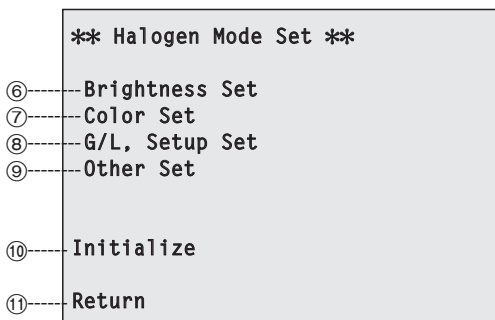 ** Halogen Mode Set **
⑥ Brightness Set
⑦ Color Set
⑧ G/L, Setup Set
⑨ Other Set
⑩ Initialize
⑪ Return